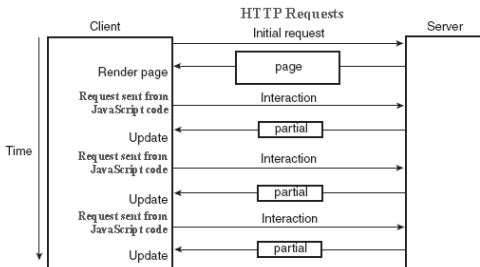 HTTP Requests
Client
Server
Initial request
page
Render page
Request sent from
JavaScript code
Interaction
Update
partial
Time
Request sent from
JavaScript code
Interaction
Update
partial
Request sent from
JavaScript code
Interaction
Update
partial